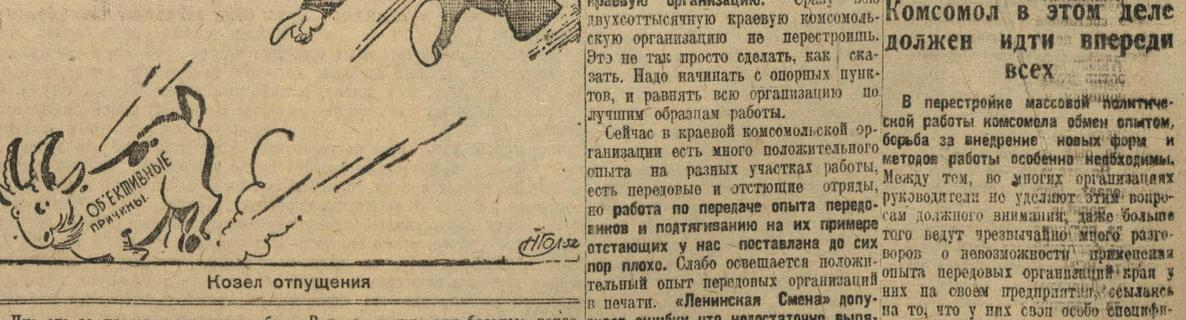 ОБ'ЕКТИВНЫЕ
ПРИЧИНЫ.
Козел отпущения
краевую организацию. Сразу всю
двухсоттысячную краевую комсомоль-
скую организацию не перестроишь.
Это не так просто сделать, как ска-
зать. Надо начинать с опорных пунк-
тов, и равнять всю организацию по
лучшим образцам работы.
Сейчас в краевой комсомольской ор-
ганизации есть много положительного
опыта на разных участках работы,
есть передовые и отстющие отряды,
но работа по передаче опыта передо-
виков и подтягиванию на их примере
отстающих у нас поставлена до сих
пор плохо. Слабо освещается положи-
тельный опыт передовых организаций
в печати. «Ленинская Смена» допу-
Комсомол в этом деле
должен идти впереди
всех
В перестройке массовой политиче-
ской работы комсомола обмен опытом,
борьба за внедрение новых форм и
методов работы особенно необходимы.
Между тем, во многих организациях
руководители не уделяют этим вопро-
сам должного внимания, даже больше
того ведут чрезвычайно много разго-
воров о невозможности применения
опыта передовых организаций края у
них на своем предприятии, ссылаясь
на то, что у них свои особо специфи-